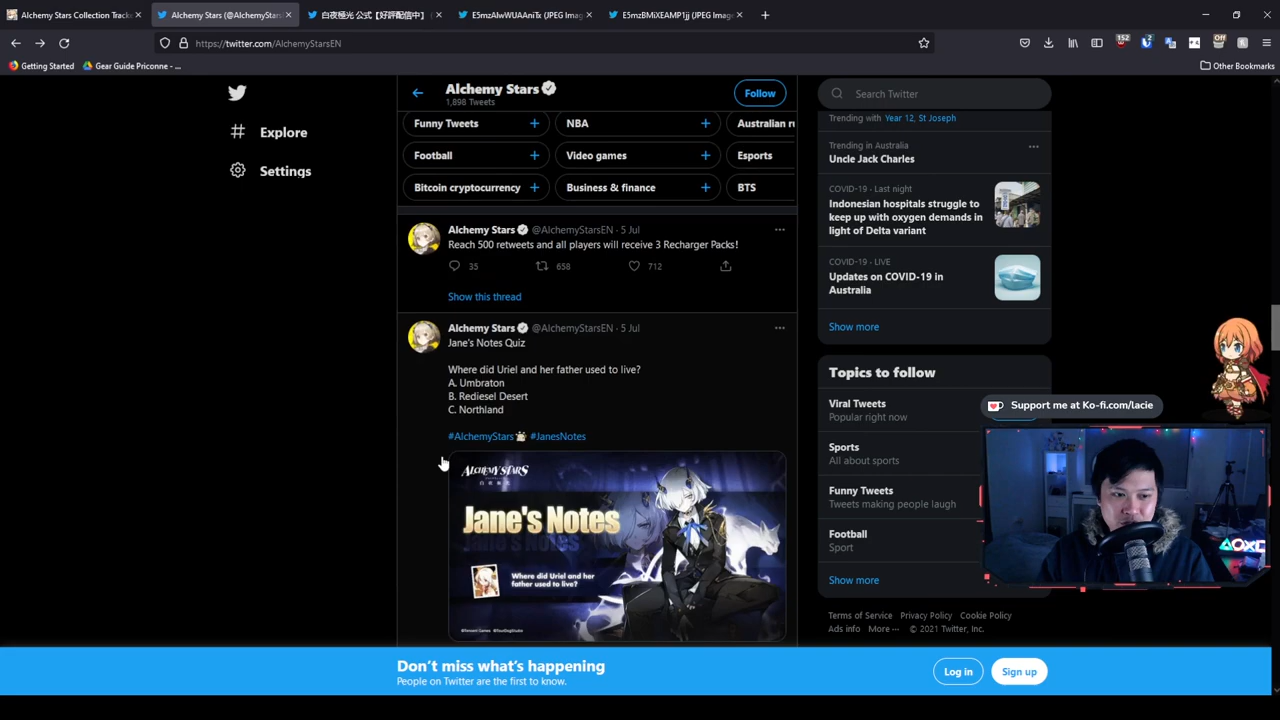 Alchemy Stars Collection Track
Alchemy Stars (@AlchemyStars
白夜極光 公式【好評配信中】
E5mzAlwWUAAniTx (JPEG Imag
E5mzBMiXEAMP1jj (JPEG Image
https://twitter.com/AlchemyStarsEN
152
2
Off
Getting Started
Gear Guide Priconne - ...
Other Bookmarks
Explore
Settings
Alchemy Stars
1,898 Tweets
Follow
Funny Tweets
NBA
Australian ru
Football
Video games
Esports
Bitcoin cryptocurrency
Business & finance
BTS
Alchemy Stars @AlchemyStarsEN · 5 Jul
Reach 500 retweets and all players will receive 3 Recharger Packs!
35
658
712
Show this thread
Alchemy Stars @AlchemyStarsEN · 5 Jul
Jane's Notes Quiz
Where did Uriel and her father used to live?
A. Umbraton
B. Rediesel Desert
C. Northland
#AlchemyStars #JanesNotes
ALCHEMY STARS
白夜極光
Jane's Notes
Where did Uriel and her
father used to live?
Search Twitter
Trending with Year 12, St Joseph
Trending in Australia
Uncle Jack Charles
COVID-19 · Last night
Indonesian hospitals struggle to
keep up with oxygen demands in
light of Delta variant
COVID-19 · LIVE
Updates on COVID-19 in
Australia
Show more
Topics to follow
Viral Tweets
Popular right now
Sports
All about sports
Funny Tweets
Tweets making people laugh
Football
Sport
Show more
Terms of Service Privacy Policy Cookie Policy
Ads info More ··· © 2021 Twitter, Inc.
Support me at Ko-fi.com/lacie
Don't miss what's happening
People on Twitter are the first to know.
Log in
Sign up